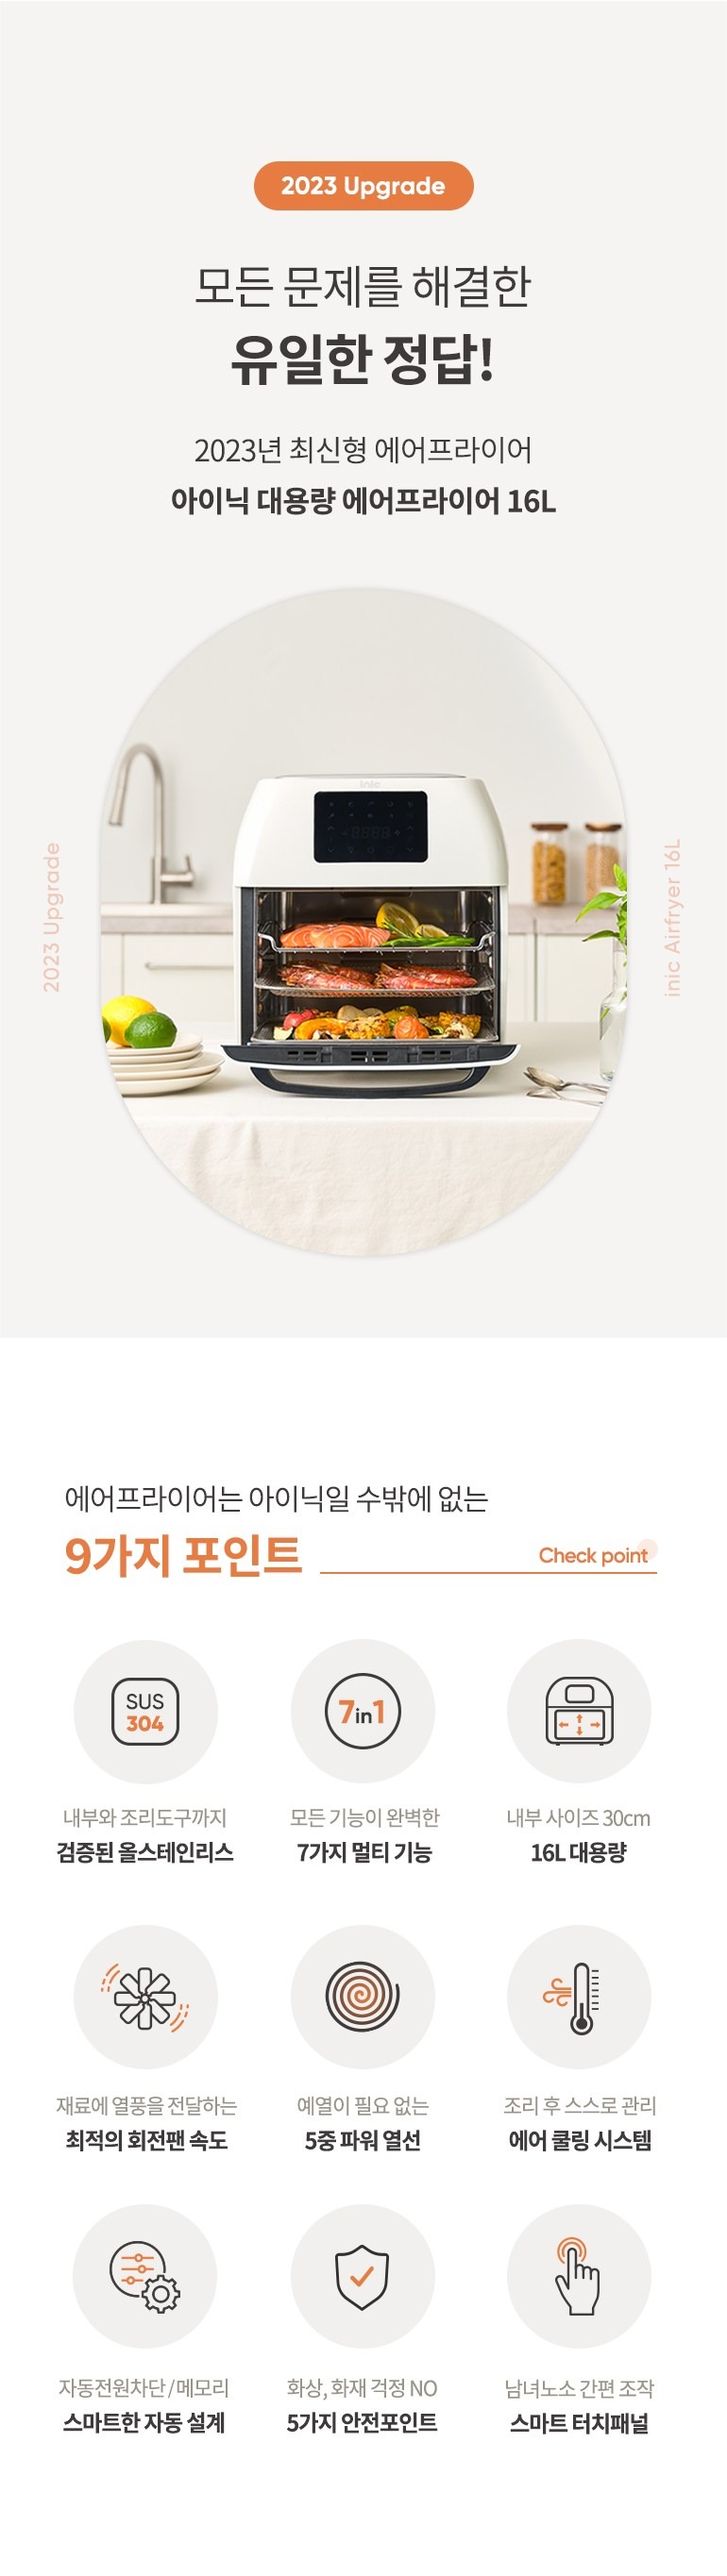 2023 Upgrade
모든 문제를 해결한
유일한 정답!
2023년 최신형 에어프라이어
아이닉 대용량 에어프라이어 16L
inic
2023 Upgrade
inic Airfryer 16L
에어프라이어는 아이닉일 수밖에 없는
9가지 포인트
Check point
SUS
304
7in1
내부와 조리도구까지
검증된 올스테인리스
모든 기능이 완벽한
7가지 멀티 기능
내부 사이즈 30cm
16L 대용량
재료에 열풍을 전달하는
최적의 회전팬 속도
예열이 필요 없는
5중 파워 열선
조리 후 스스로 관리
에어 쿨링 시스템
자동전원차단 / 메모리
스마트한 자동 설계
화상, 화재 걱정 NO
5가지 안전포인트
남녀노소 간편 조작
스마트 터치패널